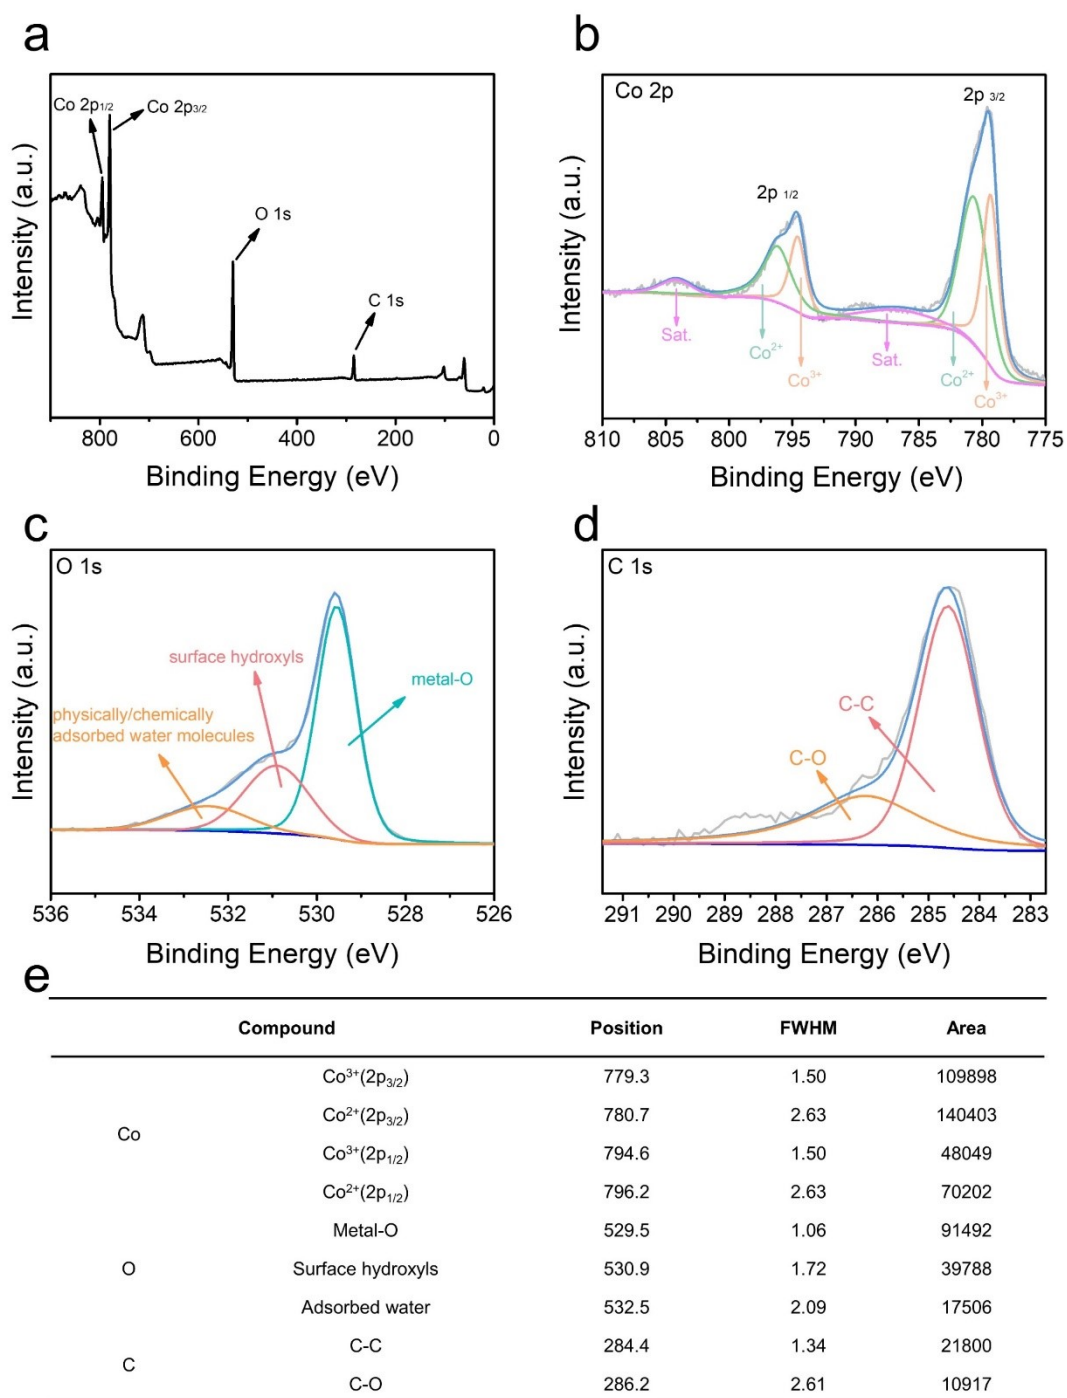 a
Co 2p1/2
Co 2p3/2
O 1s
C 1s
Intensity (a.u.)
800 600 400 200 0
Binding Energy (eV)
b
Co 2p
2p 3/2
2p 1/2
Sat.
Co²⁺
Co³⁺
Sat.
Co²⁺
Co³⁺
Intensity (a.u.)
810 805 800 795 790 785 780 775
Binding Energy (eV)
c
O 1s
surface hydroxyls
metal-O
physically/chemically
adsorbed water molecules
Intensity (a.u.)
536 534 532 530 528 526
Binding Energy (eV)
d
C 1s
C-C
C-O
Intensity (a.u.)
291 290 289 288 287 286 285 284 283
Binding Energy (eV)
e
Compound Position FWHM Area
Co
Co³⁺(2p3/2) 779.3 1.50 109898
Co²⁺(2p3/2) 780.7 2.63 140403
Co³⁺(2p1/2) 794.6 1.50 48049
Co²⁺(2p1/2) 796.2 2.63 70202
O
Metal-O 529.5 1.06 91492
Surface hydroxyls 530.9 1.72 39788
Adsorbed water 532.5 2.09 17506
C
C-C 284.4 1.34 21800
C-O 286.2 2.61 10917